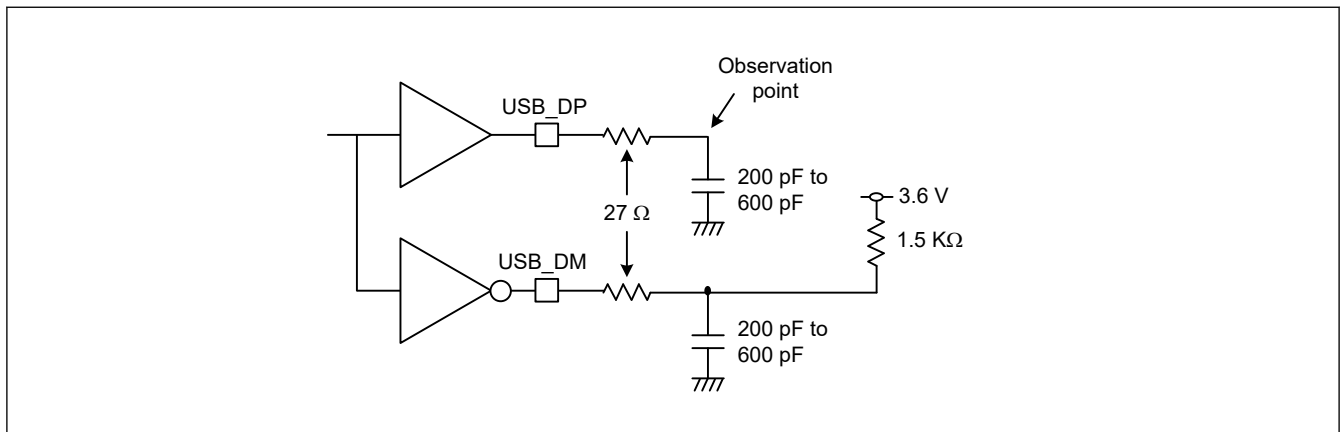 Observation
point
USB_DP
200 pF to
600 pF
27 Ω
3.6 V
1.5 KΩ
USB_DM
200 pF to
600 pF